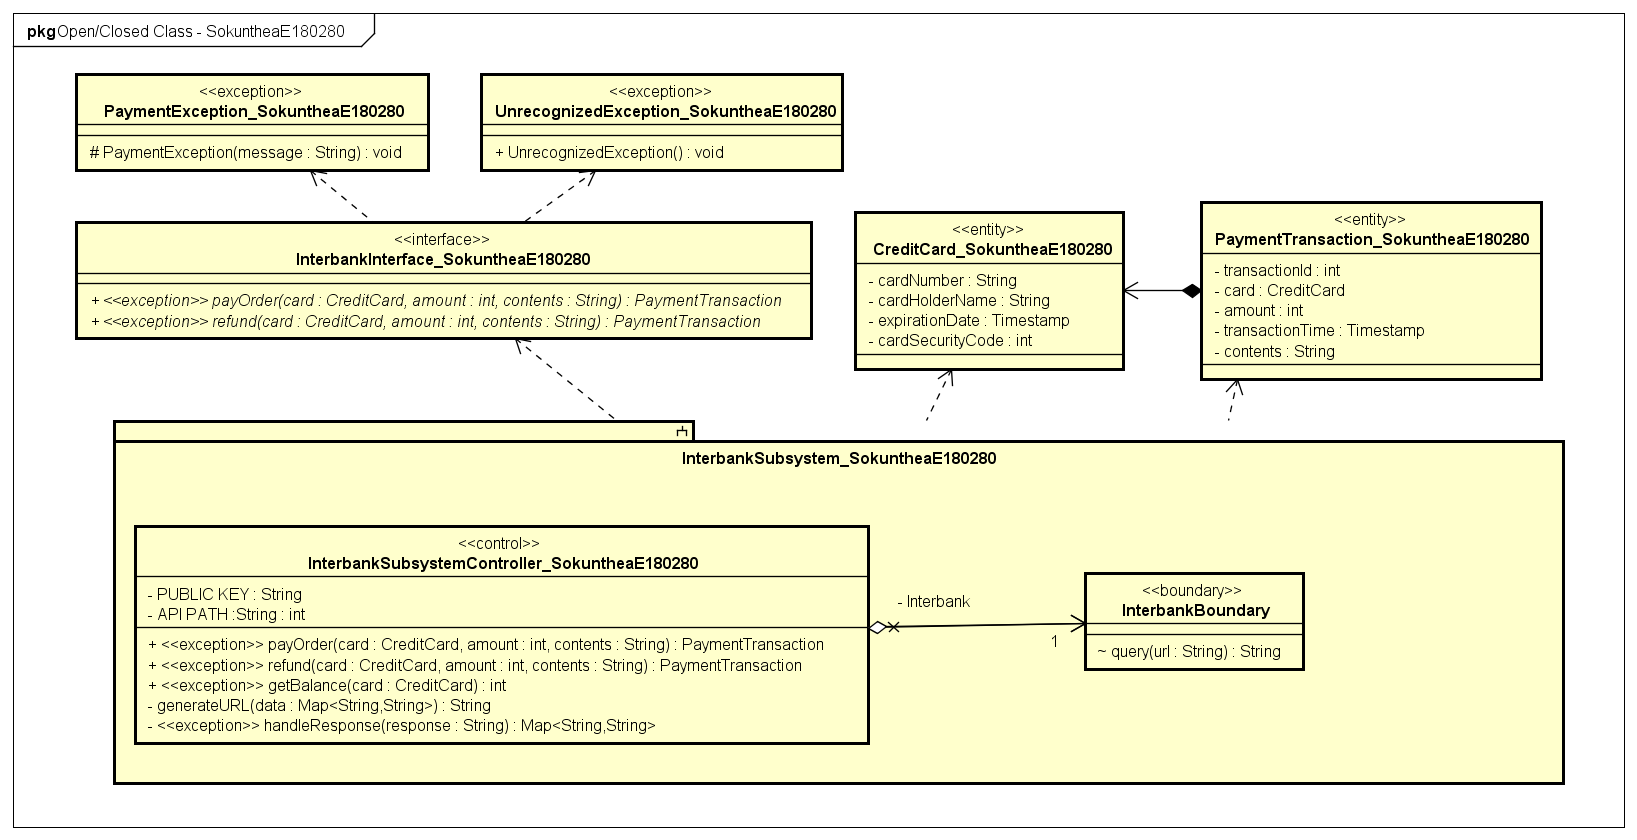 pkg Open/Closed Class - SokuntheaE180280
<<exception>>
PaymentException_SokuntheaE180280
# PaymentException(message : String) : void
<<exception>>
UnrecognizedException_SokuntheaE180280
+ UnrecognizedException() : void
<<interface>>
InterbankInterface_SokuntheaE180280
+ <<exception>> payOrder(card : CreditCard, amount : int, contents : String) : PaymentTransaction
+ <<exception>> refund(card : CreditCard, amount : int, contents : String) : PaymentTransaction
<<entity>>
CreditCard_SokuntheaE180280
- cardNumber : String
- cardHolderName : String
- expirationDate : Timestamp
- cardSecurityCode : int
<<entity>>
PaymentTransaction_SokuntheaE180280
- transactionId : int
- card : CreditCard
- amount : int
- transactionTime : Timestamp
- contents : String
InterbankSubsystem_SokuntheaE180280
<<control>>
InterbankSubsystemController_SokuntheaE180280
- PUBLIC KEY : String
- API PATH :String : int
+ <<exception>> payOrder(card : CreditCard, amount : int, contents : String) : PaymentTransaction
+ <<exception>> refund(card : CreditCard, amount : int, contents : String) : PaymentTransaction
+ <<exception>> getBalance(card : CreditCard) : int
- generateURL(data : Map<String,String>) : String
- <<exception>> handleResponse(response : String) : Map<String,String>
- Interbank
1
<<boundary>>
InterbankBoundary
~ query(url : String) : String